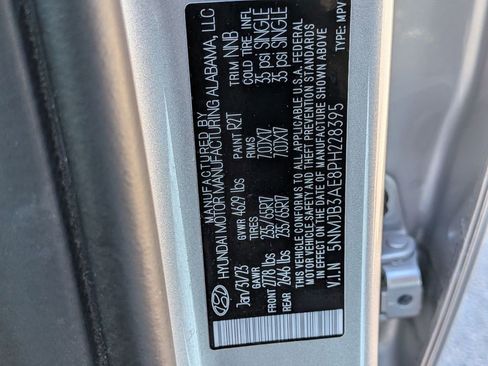 MANUFACTURED BY
HYUNDAI MOTOR MANUFACTURING ALABAMA, LLC
Jan/31/23 GVWR 4629 lbs PAINT R2T TRIM NNB
GAWR Tires Rims COLD TIRE INFL
FRONT 2778 lbs 235/65R17 7.0JX17 35 psi SINGLE
REAR 2646 lbs 235/65R17 7.0JX17 35 psi SINGLE
THIS VEHICLE CONFORMS TO ALL APPLICABLE U.S.A. FEDERAL
MOTOR VEHICLE SAFETY AND THEFT PREVENTION STANDARDS
IN EFFECT ON THE DATE OF MANUFACTURE SHOWN ABOVE
V.I.N 5NMJB3AE8PH228395 TYPE: MPV